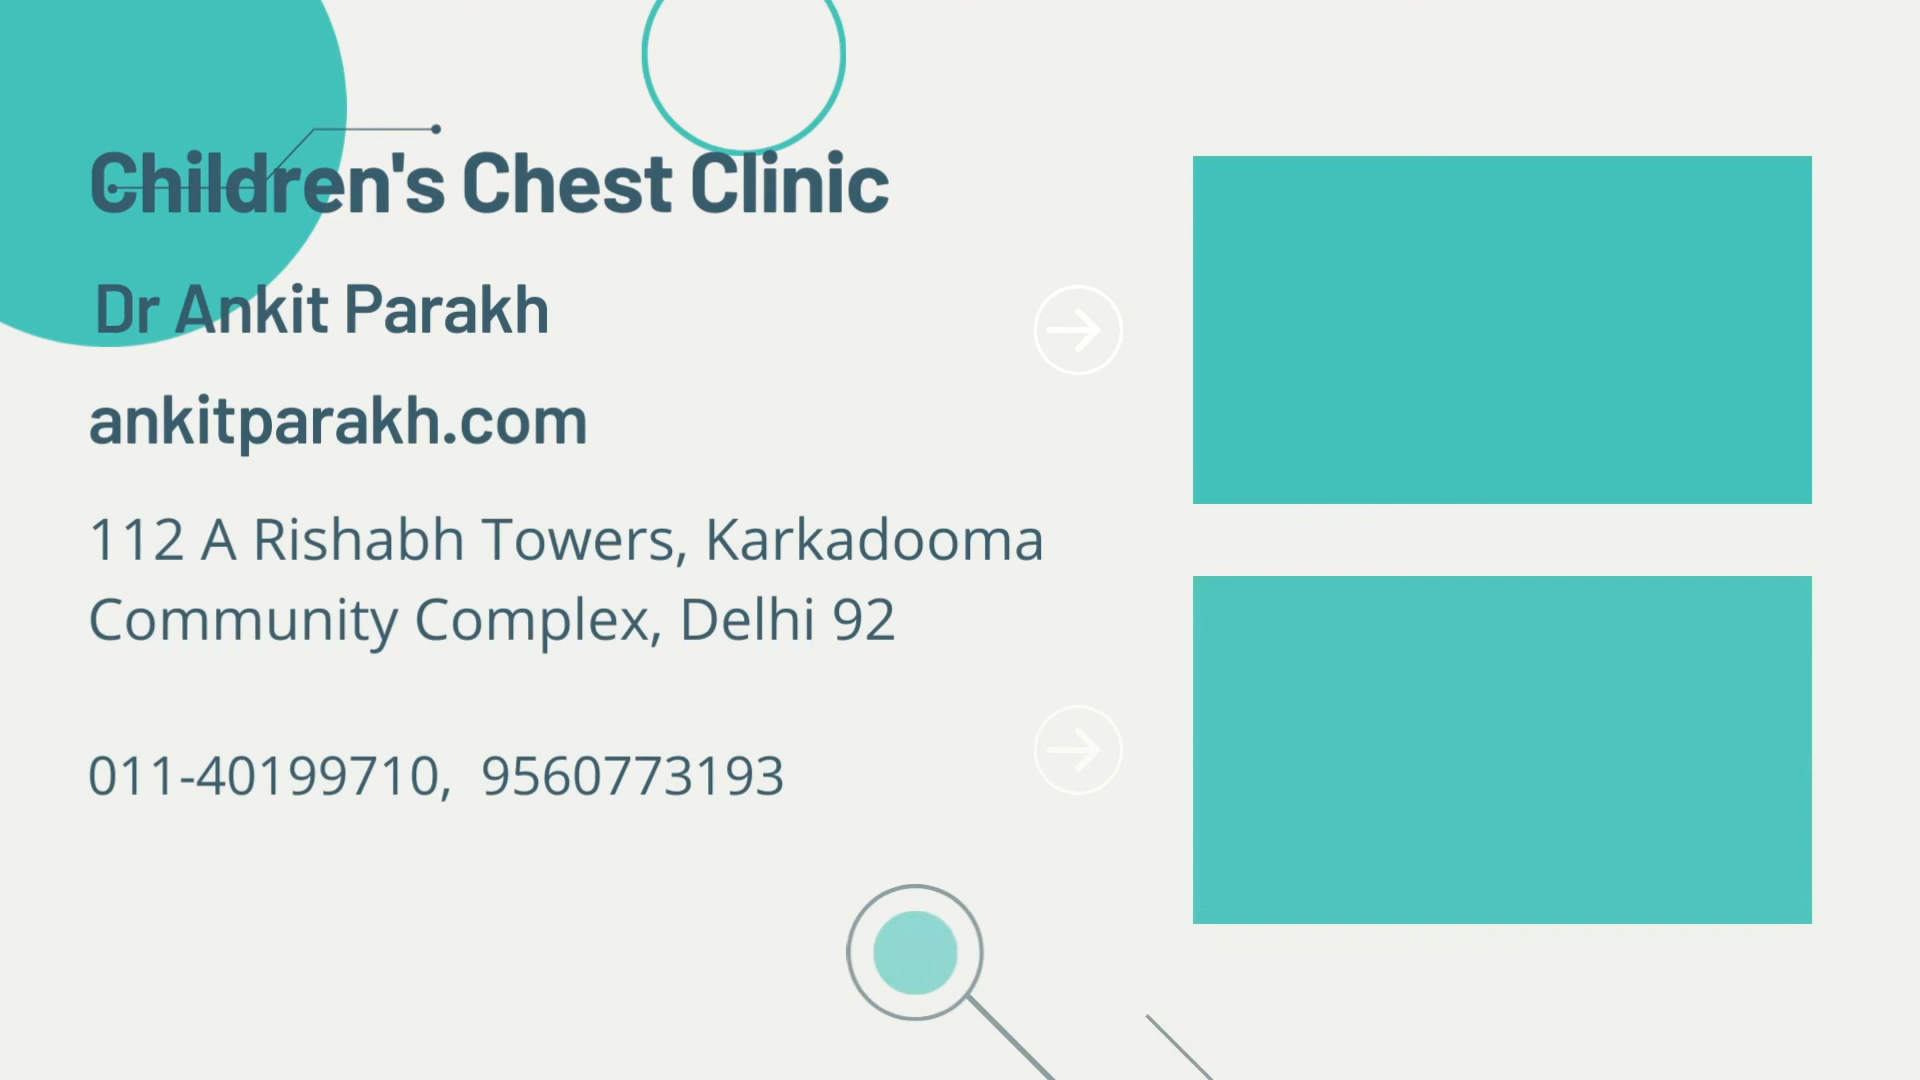 Children's Chest Clinic
Dr Ankit Parakh
ankitparakh.com
112 A Rishabh Towers, Karkadooma
Community Complex, Delhi 92
011-40199710,  9560773193